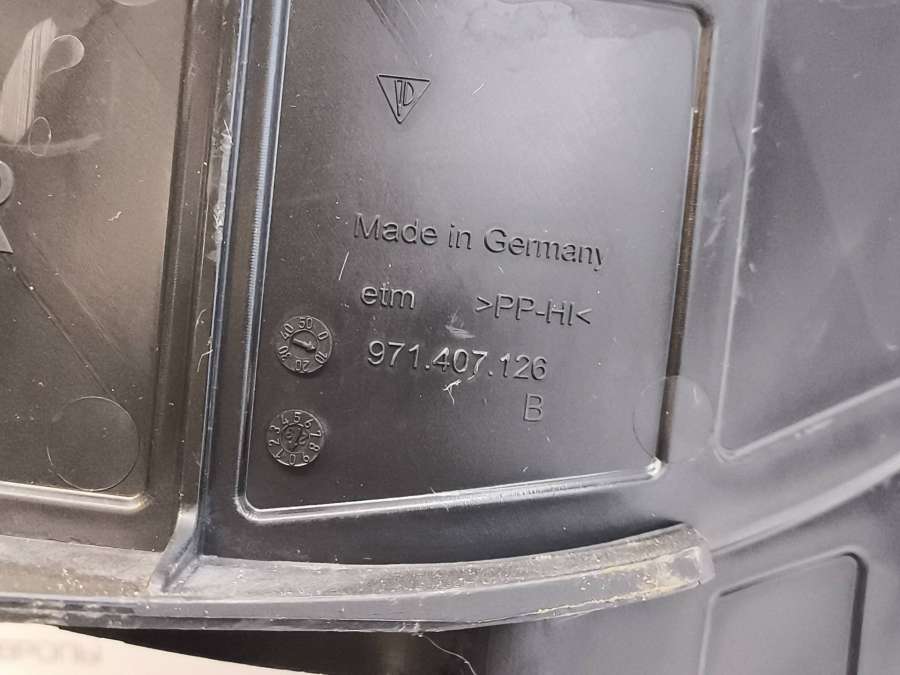 Made in Germany
etm >PP-HI<
971.407.126
B